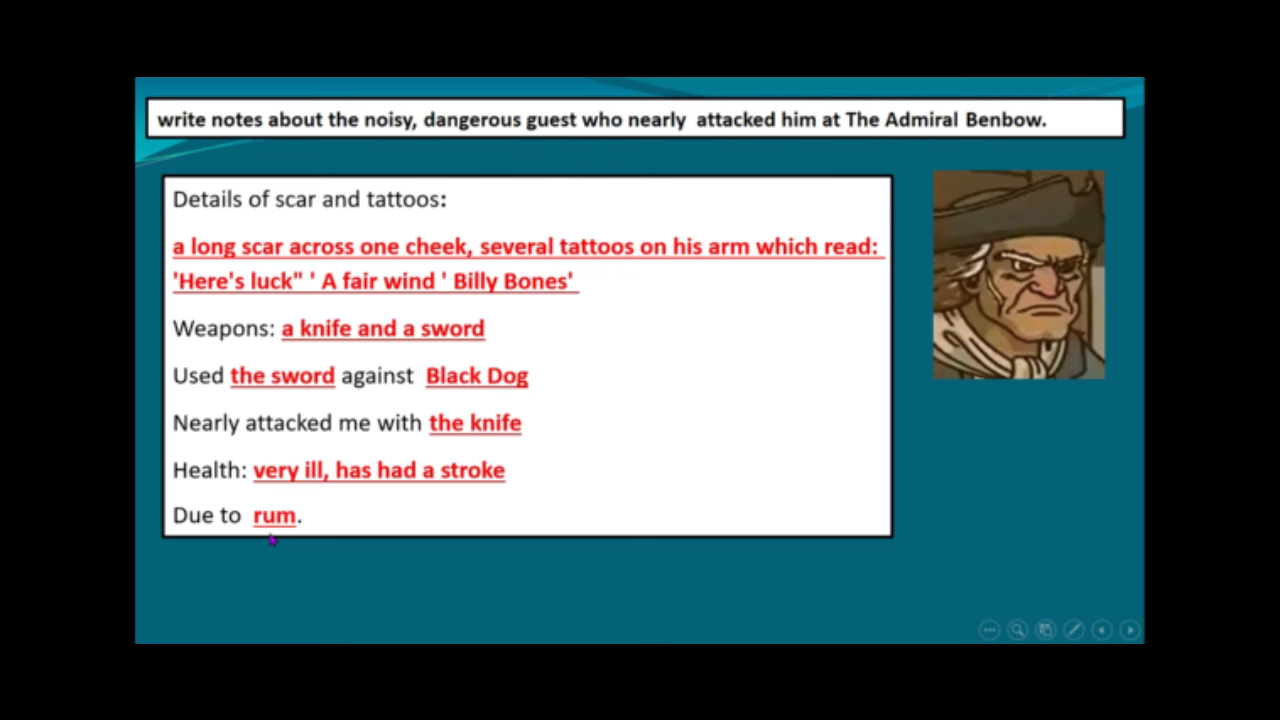 write notes about the noisy, dangerous guest who nearly attacked him at The Admiral Benbow.
Details of scar and tattoos:
a long scar across one cheek, several tattoos on his arm which read:
'Here's luck" ' A fair wind ' Billy Bones'
Weapons: a knife and a sword
Used the sword against Black Dog
Nearly attacked me with the knife
Health: very ill, has had a stroke
Due to rum.